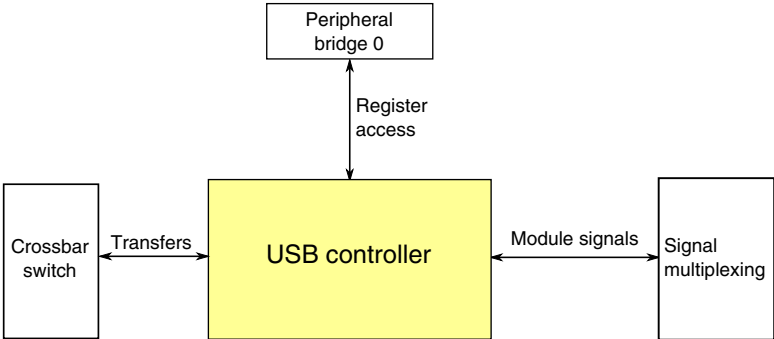 Peripheral
bridge 0
Register
access
Crossbar
switch
Transfers
USB controller
Module signals
Signal
multiplexing